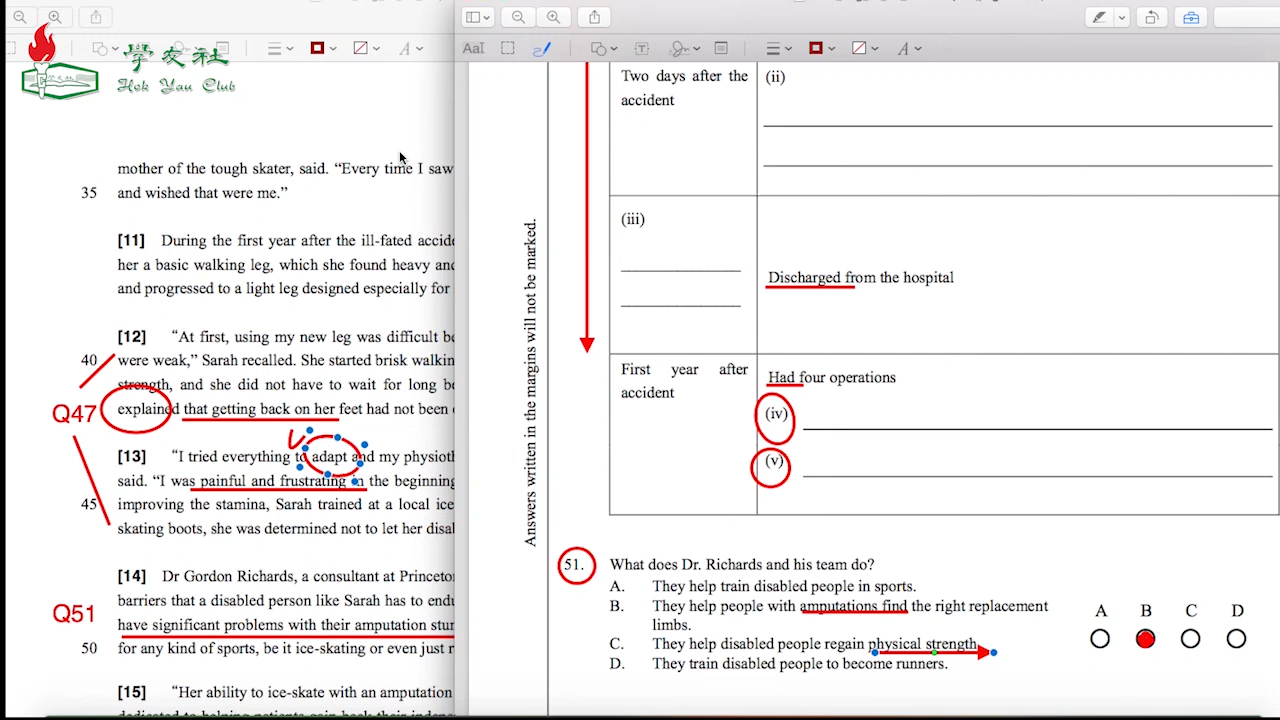 學友社
Hok Yau Club
mother of the tough skater, said. “Every time I saw
35 and wished that were me.”
[11] During the first year after the ill-fated accide
her a basic walking leg, which she found heavy and
and progressed to a light leg designed especially for
[12] “At first, using my new leg was difficult be
40 were weak,” Sarah recalled. She started brisk walkin
strength, and she did not have to wait for long be
Q47 explained that getting back on her feet had not been
[13] “I tried everything to adapt and my physioth
said. “I was painful and frustrating in the beginning
45 improving the stamina, Sarah trained at a local ice
skating boots, she was determined not to let her disa
[14] Dr Gordon Richards, a consultant at Princeton
barriers that a disabled person like Sarah has to endu
Q51
have significant problems with their amputation stum
50 for any kind of sports, be it ice-skating or even just r
[15] “Her ability to ice-skate with an amputation
AaI
Answers written in the margins will not be marked.
Two days after the accident
(ii)
(iii)
Discharged from the hospital
First year after accident
Had four operations
(iv)
(v)
51. What does Dr. Richards and his team do?
A. They help train disabled people in sports.
B. They help people with amputations find the right replacement
limbs.
C. They help disabled people regain physical strength.
D. They train disabled people to become runners.
A B C D